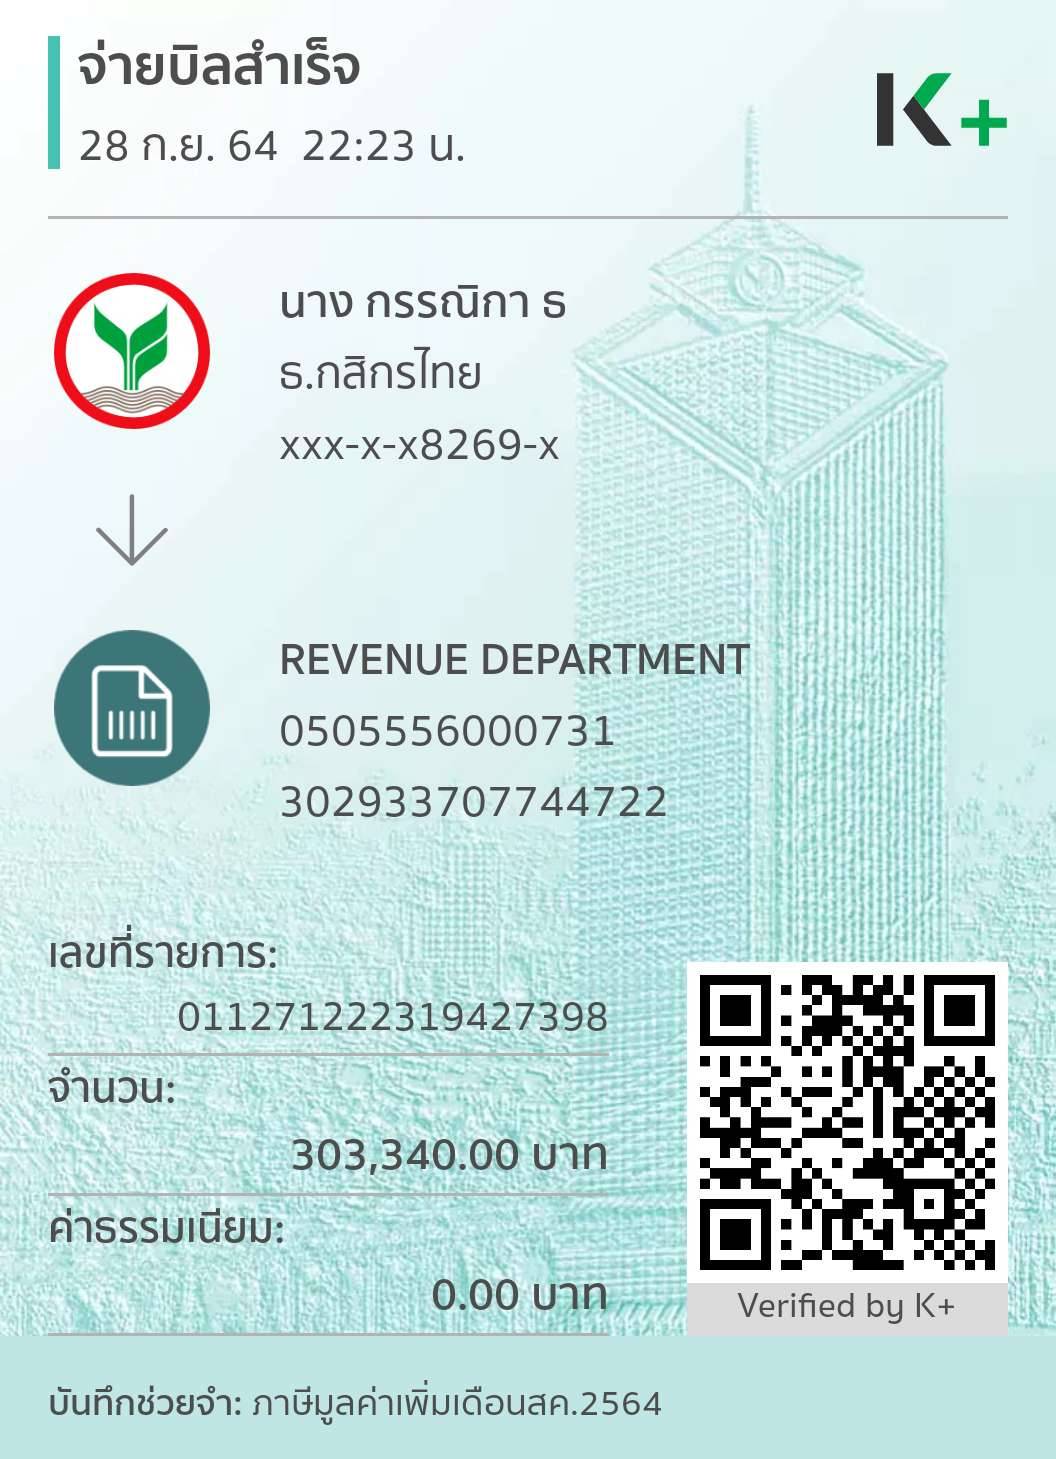 จ่ายบิลสำเร็จ
28 ก.ย. 64 22:23 น.
K+
นาง กรรณิกา ธ
ธ.กสิกรไทย
xxx-x-x8269-x
REVENUE DEPARTMENT
0505556000731
302933707744722
เลขที่รายการ:
011271222319427398
จำนวน:
303,340.00 บาท
ค่าธรรมเนียม:
0.00 บาท
Verified by K+
บันทึกช่วยจำ: ภาษีมูลค่าเพิ่มเดือนสค.2564